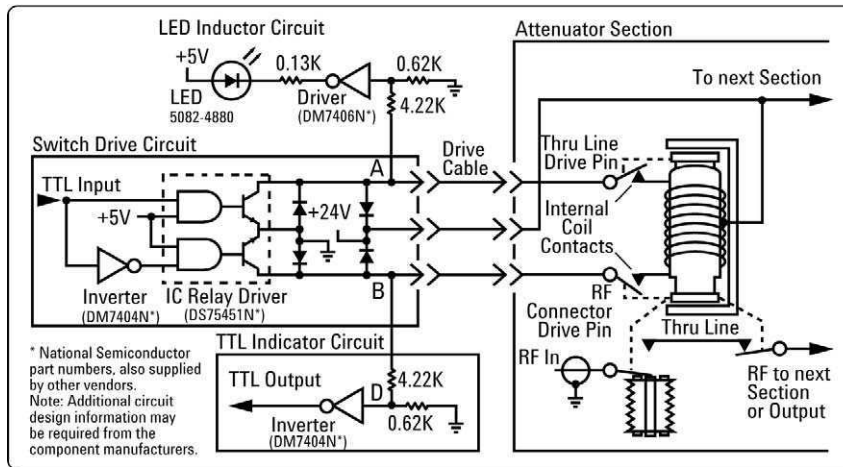 LED Inductor Circuit
+5V
0.13K
0.62K
LED
5082-4880
Driver
(DM7406N*)
4.22K
Attenuator Section
To next Section
Switch Drive Circuit
A
Drive
Cable
Thru Line
Drive Pin
TTL Input
+5V
+24V
Internal
Coil
Contacts
Inverter
(DM7404N*)
IC Relay Driver
(DS75451N*)
B
RF
Connector
Drive Pin
Thru Line
TTL Indicator Circuit
RF In
RF to next
Section
or Output
TTL Output
D
4.22K
Inverter
(DM7404N*)
0.62K
* National Semiconductor
part numbers, also supplied
by other vendors.
Note: Additional circuit
design information may
be required from the
component manufacturers.